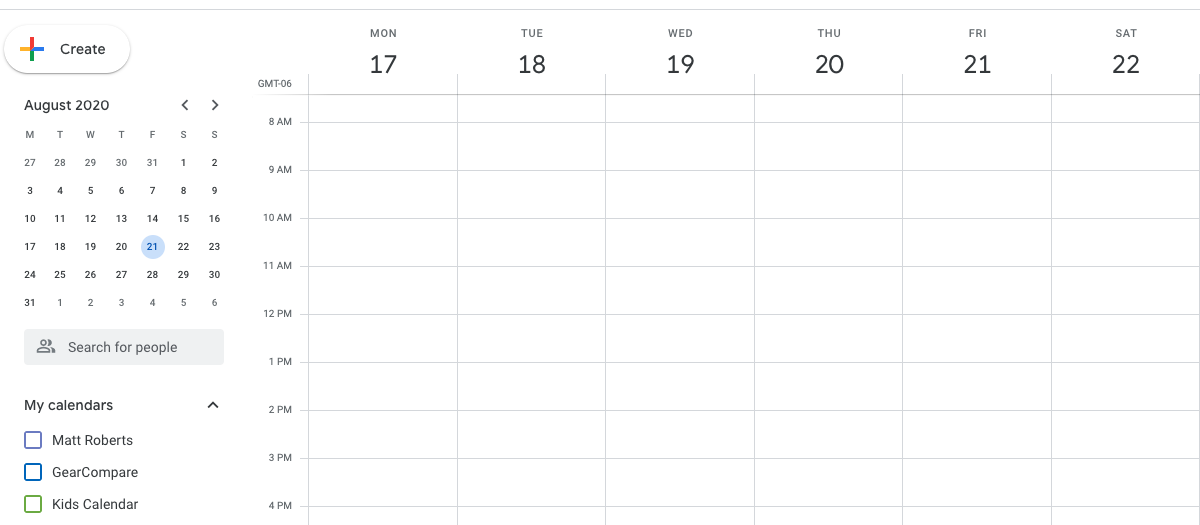 Create
August 2020
M T W T F S S
27 28 29 30 31 1 2
3 4 5 6 7 8 9
10 11 12 13 14 15 16
17 18 19 20 21 22 23
24 25 26 27 28 29 30
31 1 2 3 4 5 6
Search for people
My calendars
Matt Roberts
GearCompare
Kids Calendar
MON TUE WED THU FRI SAT
17 18 19 20 21 22
GMT-06
8 AM
9 AM
10 AM
11 AM
12 PM
1 PM
2 PM
3 PM
4 PM